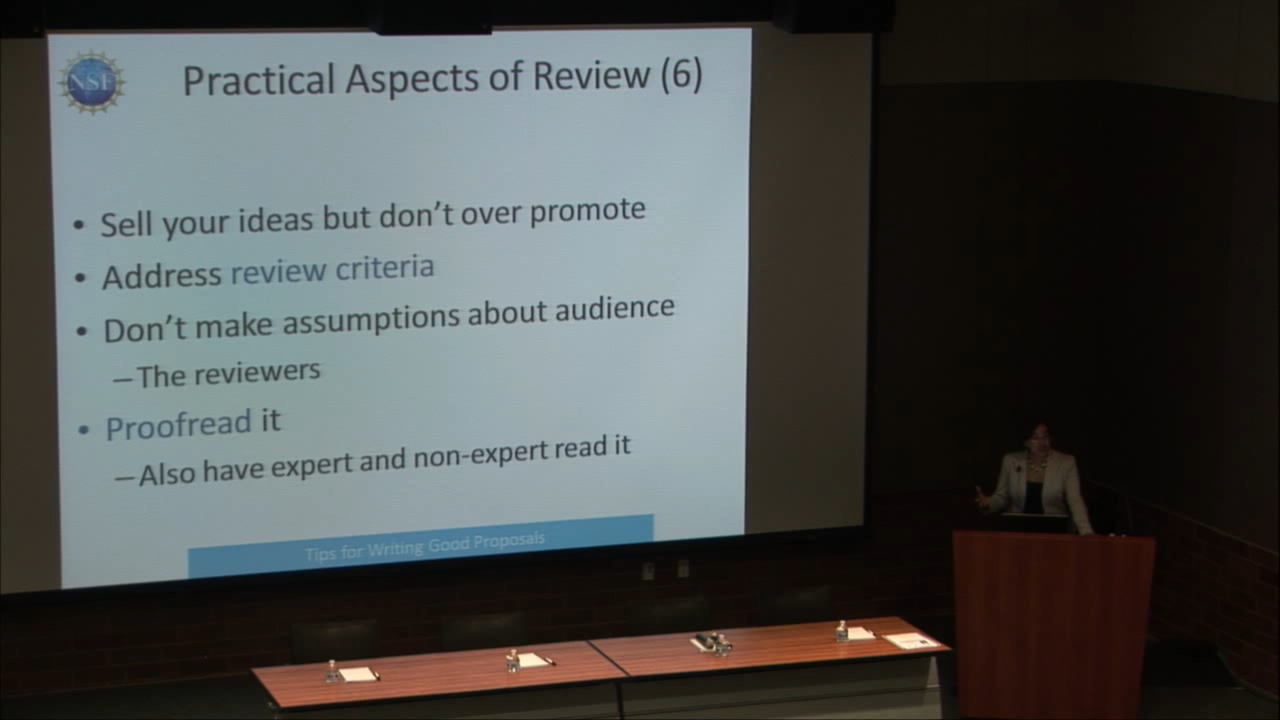 NSF
Practical Aspects of Review (6)
• Sell your ideas but don't over promote
• Address review criteria
• Don't make assumptions about audience
–The reviewers
• Proofread it
–Also have expert and non-expert read it
Tips for Writing Good Proposals